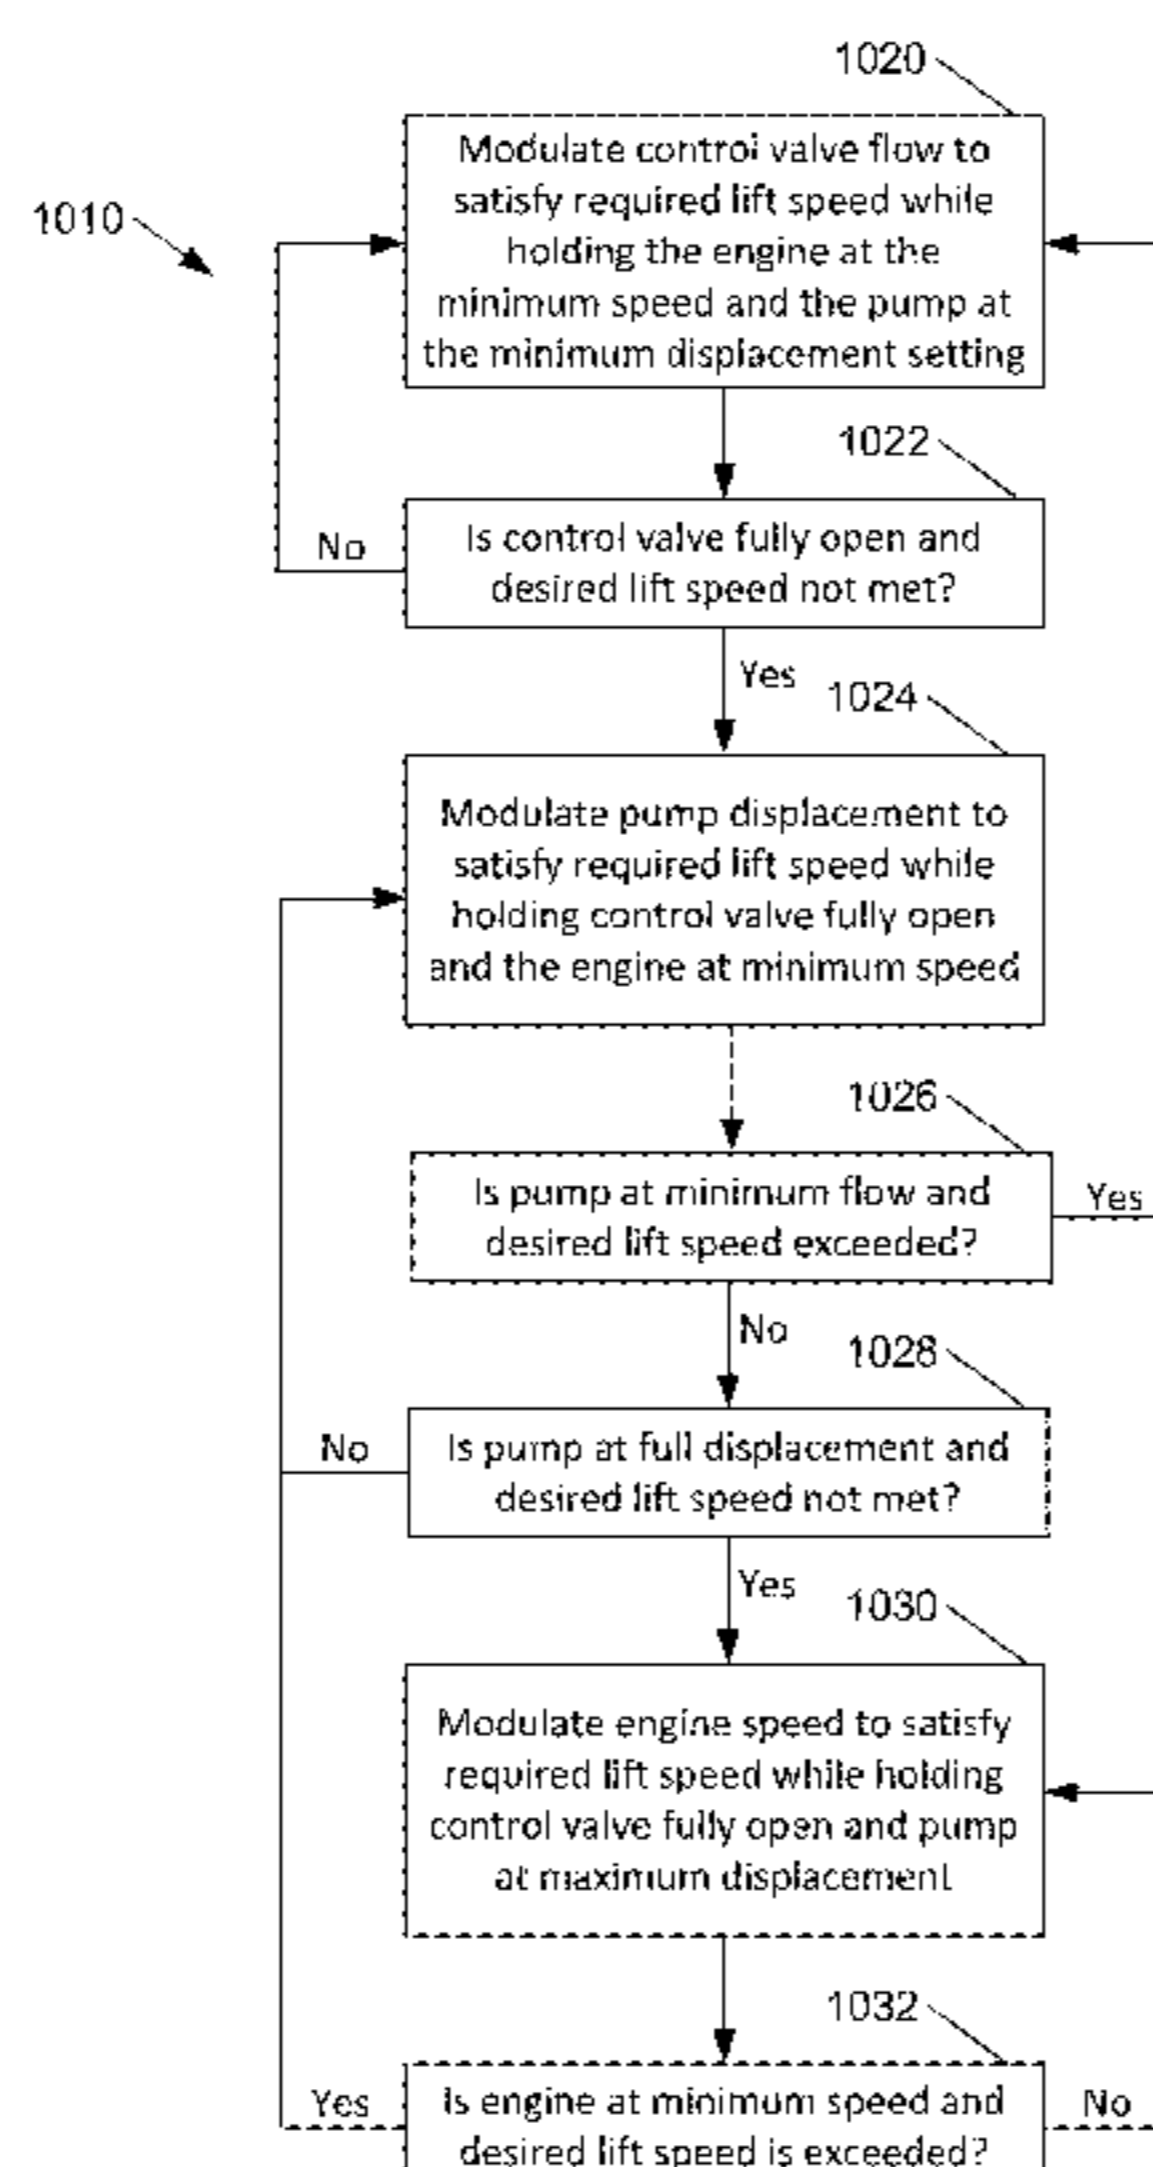 1020
Modulate control valve flow to
satisfy required lift speed while
holding the engine at the
minimum speed and the pump at
the minimum displacement setting
1010
1022
Is control valve fully open and
desired lift speed not met?
No
Yes
1024
Modulate pump displacement to
satisfy required lift speed while
holding control valve fully open
and the engine at minimum speed
1026
Is pump at minimum flow and
desired lift speed exceeded?
Yes
No
1028
Is pump at full displacement and
desired lift speed not met?
No
Yes
1030
Modulate engine speed to satisfy
required lift speed while holding
control valve fully open and pump
at maximum displacement
1032
Is engine at minimum speed and
desired lift speed is exceeded?
Yes
No